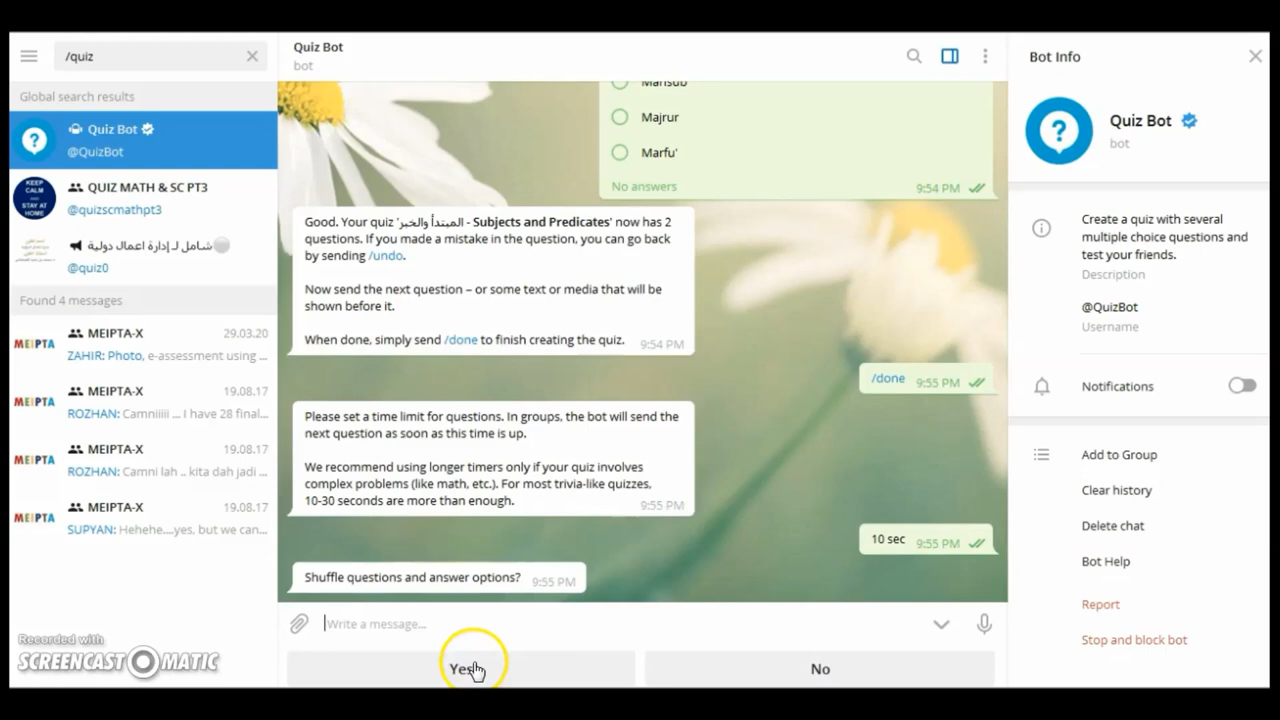 /quiz
Global search results
Quiz Bot
@QuizBot
KEEP CALM AND STAY AT HOME
QUIZ MATH & SC PT3
@quizscmathpt3
شامل لـ إدارة اعمال دولية
@quiz0
Found 4 messages
MEIPTA
MEIPTA-X 29.03.20
ZAHIR: Photo, e-assessment using ...
MEIPTA
MEIPTA-X 19.08.17
ROZHAN: Camniiiii ... I have 28 final...
MEIPTA
MEIPTA-X 19.08.17
ROZHAN: Camni lah .. kita dah jadi ...
MEIPTA
MEIPTA-X 19.08.17
SUPYAN: Hehehe....yes, but we can...
Recorded with
SCREENCAST-O-MATIC
Quiz Bot
bot
Mansub
Majrur
Marfu'
No answers 9:54 PM
Good. Your quiz 'المبتدأ والخبر - Subjects and Predicates' now has 2
questions. If you made a mistake in the question, you can go back
by sending /undo.
Now send the next question – or some text or media that will be
shown before it.
When done, simply send /done to finish creating the quiz. 9:54 PM
/done 9:55 PM
Please set a time limit for questions. In groups, the bot will send the
next question as soon as this time is up.
We recommend using longer timers only if your quiz involves
complex problems (like math, etc.). For most trivia-like quizzes,
10-30 seconds are more than enough. 9:55 PM
10 sec 9:55 PM
Shuffle questions and answer options? 9:55 PM
Write a message...
Yes
No
Bot Info
Quiz Bot
bot
Create a quiz with several
multiple choice questions and
test your friends.
Description
@QuizBot
Username
Notifications
Add to Group
Clear history
Delete chat
Bot Help
Report
Stop and block bot